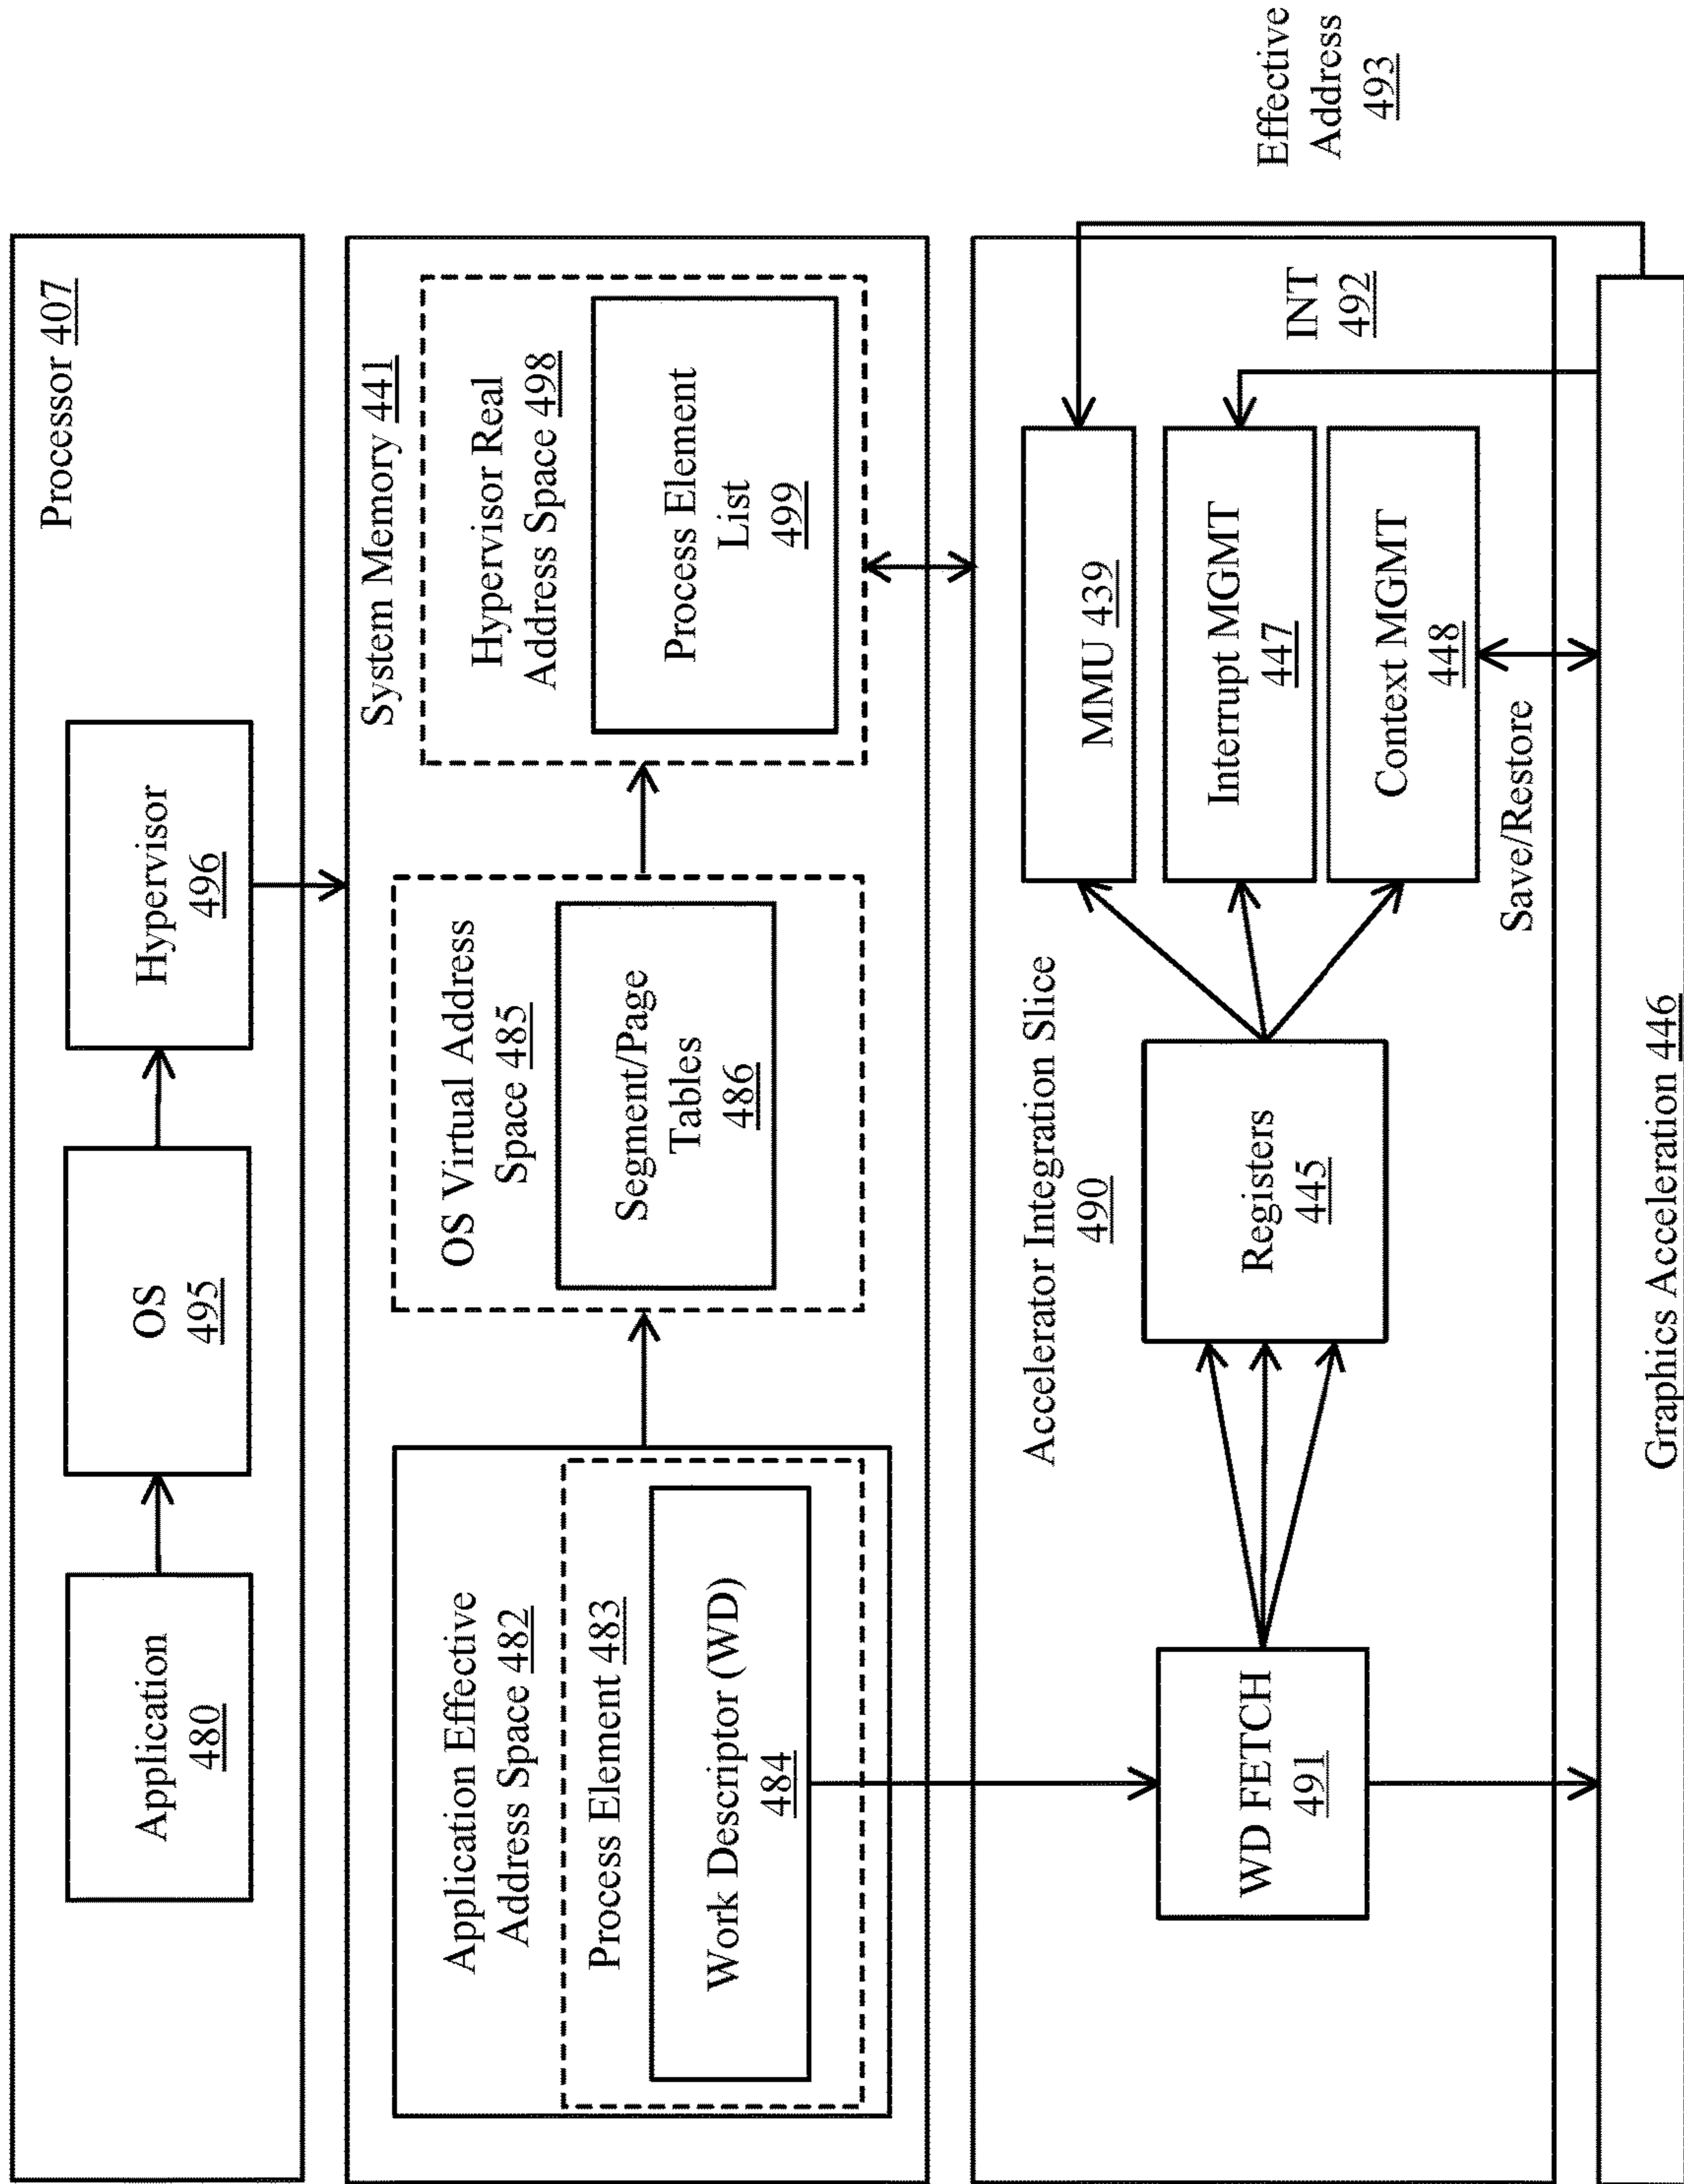 Processor 407
Application
480
OS
495
Hypervisor
496
System Memory 441
Application Effective
Address Space 482
Process Element 483
Work Descriptor (WD)
484
OS Virtual Address
Space 485
Segment/Page
Tables
486
Hypervisor Real
Address Space 498
Process Element
List
499
Accelerator Integration Slice
490
WD FETCH
491
Registers
445
MMU 439
Interrupt MGMT
447
Context MGMT
448
Save/Restore
INT
492
Effective
Address
493
Graphics Acceleration 446